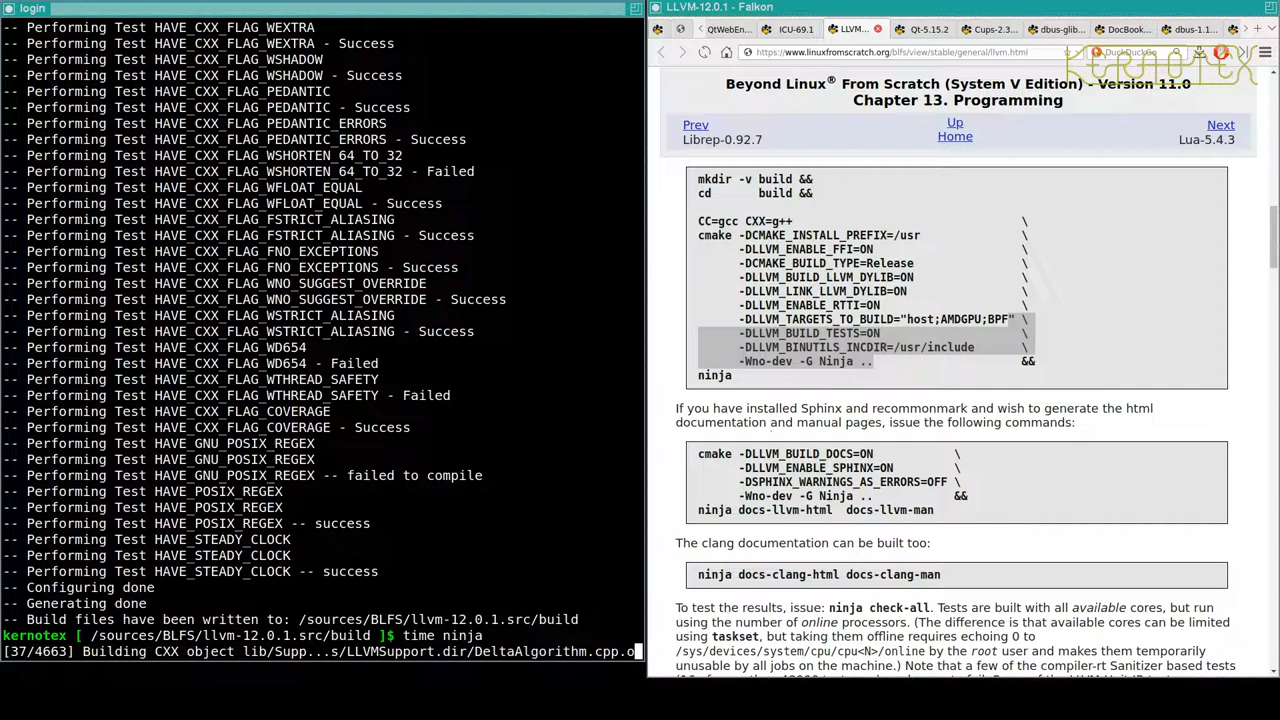 login
-- Performing Test HAVE_CXX_FLAG_WEXTRA
-- Performing Test HAVE_CXX_FLAG_WEXTRA - Success
-- Performing Test HAVE_CXX_FLAG_WSHADOW
-- Performing Test HAVE_CXX_FLAG_WSHADOW - Success
-- Performing Test HAVE_CXX_FLAG_PEDANTIC
-- Performing Test HAVE_CXX_FLAG_PEDANTIC - Success
-- Performing Test HAVE_CXX_FLAG_PEDANTIC_ERRORS
-- Performing Test HAVE_CXX_FLAG_PEDANTIC_ERRORS - Success
-- Performing Test HAVE_CXX_FLAG_WSHORTEN_64_TO_32
-- Performing Test HAVE_CXX_FLAG_WSHORTEN_64_TO_32 - Failed
-- Performing Test HAVE_CXX_FLAG_WFLOAT_EQUAL
-- Performing Test HAVE_CXX_FLAG_WFLOAT_EQUAL - Success
-- Performing Test HAVE_CXX_FLAG_FSTRICT_ALIASING
-- Performing Test HAVE_CXX_FLAG_FSTRICT_ALIASING - Success
-- Performing Test HAVE_CXX_FLAG_FNO_EXCEPTIONS
-- Performing Test HAVE_CXX_FLAG_FNO_EXCEPTIONS - Success
-- Performing Test HAVE_CXX_FLAG_WNO_SUGGEST_OVERRIDE
-- Performing Test HAVE_CXX_FLAG_WNO_SUGGEST_OVERRIDE - Success
-- Performing Test HAVE_CXX_FLAG_WSTRICT_ALIASING
-- Performing Test HAVE_CXX_FLAG_WSTRICT_ALIASING - Success
-- Performing Test HAVE_CXX_FLAG_WD654
-- Performing Test HAVE_CXX_FLAG_WD654 - Failed
-- Performing Test HAVE_CXX_FLAG_WTHREAD_SAFETY
-- Performing Test HAVE_CXX_FLAG_WTHREAD_SAFETY - Failed
-- Performing Test HAVE_CXX_FLAG_COVERAGE
-- Performing Test HAVE_CXX_FLAG_COVERAGE - Success
-- Performing Test HAVE_GNU_POSIX_REGEX
-- Performing Test HAVE_GNU_POSIX_REGEX
-- Performing Test HAVE_GNU_POSIX_REGEX -- failed to compile
-- Performing Test HAVE_POSIX_REGEX
-- Performing Test HAVE_POSIX_REGEX
-- Performing Test HAVE_POSIX_REGEX -- success
-- Performing Test HAVE_STEADY_CLOCK
-- Performing Test HAVE_STEADY_CLOCK
-- Performing Test HAVE_STEADY_CLOCK -- success
-- Configuring done
-- Generating done
-- Build files have been written to: /sources/BLFS/llvm-12.0.1.src/build
kernotex [ /sources/BLFS/llvm-12.0.1.src/build ]$ time ninja
[37/4663] Building CXX object lib/Supp...s/LLVMSupport.dir/DeltaAlgorithm.cpp.o
LLVM-12.0.1 - Falkon
QtWebEn... ICU-69.1 LLVM... Qt-5.15.2 Cups-2.3... dbus-glib... DocBook... dbus-1.1...
https://www.linuxfromscratch.org/blfs/view/stable/general/llvm.html DuckDuckGo
KERNOTEX
Beyond Linux® From Scratch (System V Edition) - Version 11.0
Chapter 13. Programming
Prev Up Next
Librep-0.92.7 Home Lua-5.4.3
mkdir -v build &&
cd       build &&
CC=gcc CXX=g++ \
cmake -DCMAKE_INSTALL_PREFIX=/usr \
-DLLVM_ENABLE_FFI=ON \
-DCMAKE_BUILD_TYPE=Release \
-DLLVM_BUILD_LLVM_DYLIB=ON \
-DLLVM_LINK_LLVM_DYLIB=ON \
-DLLVM_ENABLE_RTTI=ON \
-DLLVM_TARGETS_TO_BUILD="host;AMDGPU;BPF" \
-DLLVM_BUILD_TESTS=ON \
-DLLVM_BINUTILS_INCDIR=/usr/include \
-Wno-dev -G Ninja .. &&
ninja
If you have installed Sphinx and recommonmark and wish to generate the html
documentation and manual pages, issue the following commands:
cmake -DLLVM_BUILD_DOCS=ON \
-DLLVM_ENABLE_SPHINX=ON \
-DSPHINX_WARNINGS_AS_ERRORS=OFF \
-Wno-dev -G Ninja .. &&
ninja docs-llvm-html  docs-llvm-man
The clang documentation can be built too:
ninja docs-clang-html docs-clang-man
To test the results, issue: ninja check-all. Tests are built with all available cores, but run
using the number of online processors. (The difference is that available cores can be limited
using taskset, but taking them offline requires echoing 0 to
/sys/devices/system/cpu/cpu<N>/online by the root user and makes them temporarily
unusable by all jobs on the machine.) Note that a few of the compiler-rt Sanitizer based tests